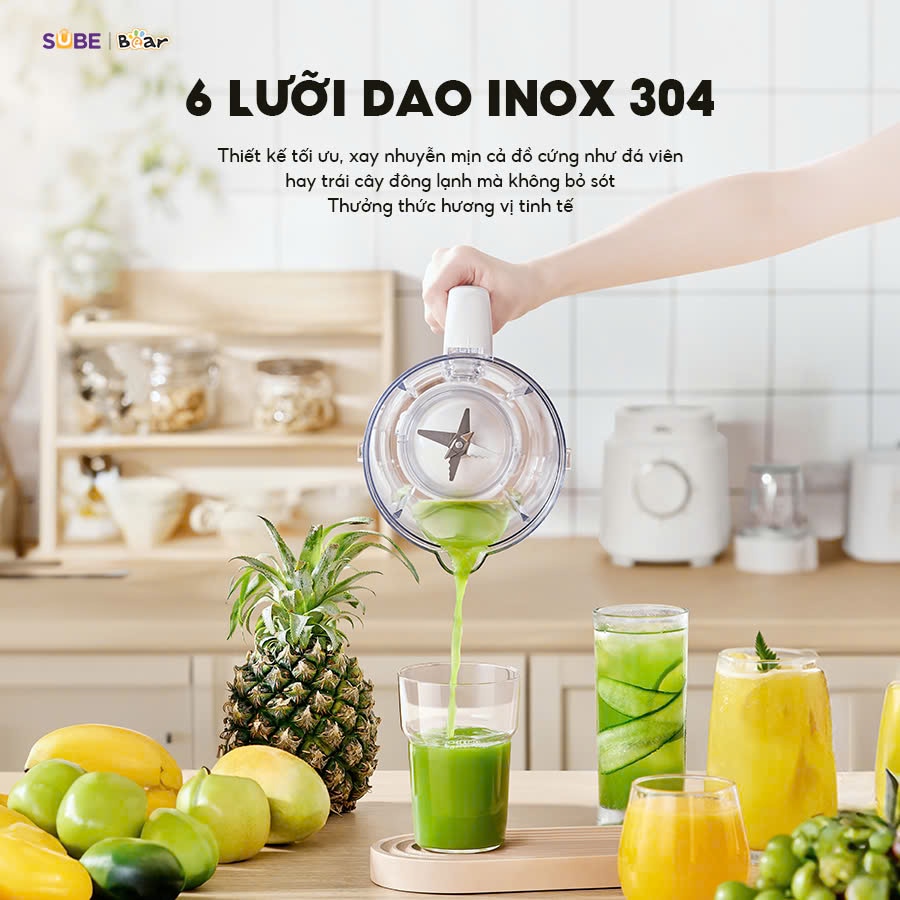 SUBE | Bear
6 LƯỠI DAO INOX 304
Thiết kế tối ưu, xay nhuyễn mịn cả đồ cứng như đá viên
hay trái cây đông lạnh mà không bỏ sót
Thưởng thức hương vị tinh tế